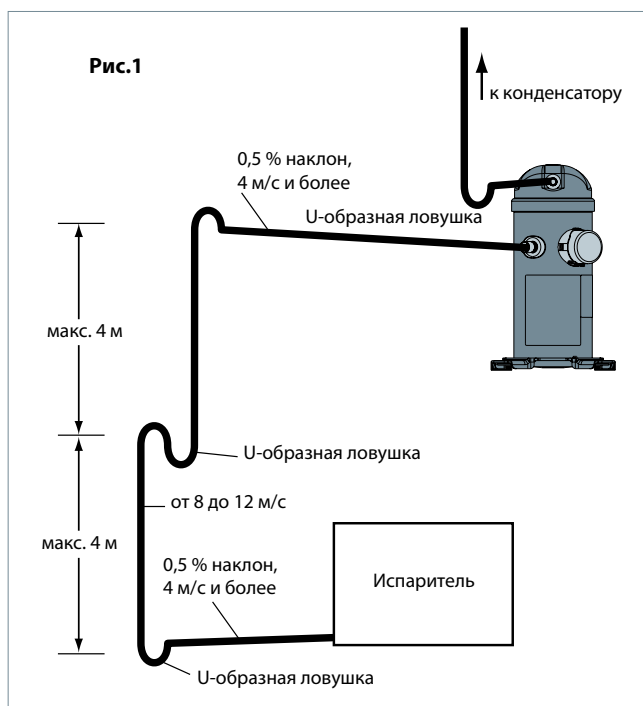 Рис.1
к конденсатору
0,5 % наклон,
4 м/с и более
U-образная ловушка
макс. 4 м
U-образная ловушка
от 8 до 12 м/с
макс. 4 м
0,5 % наклон,
4 м/с и более
Испаритель
U-образная ловушка